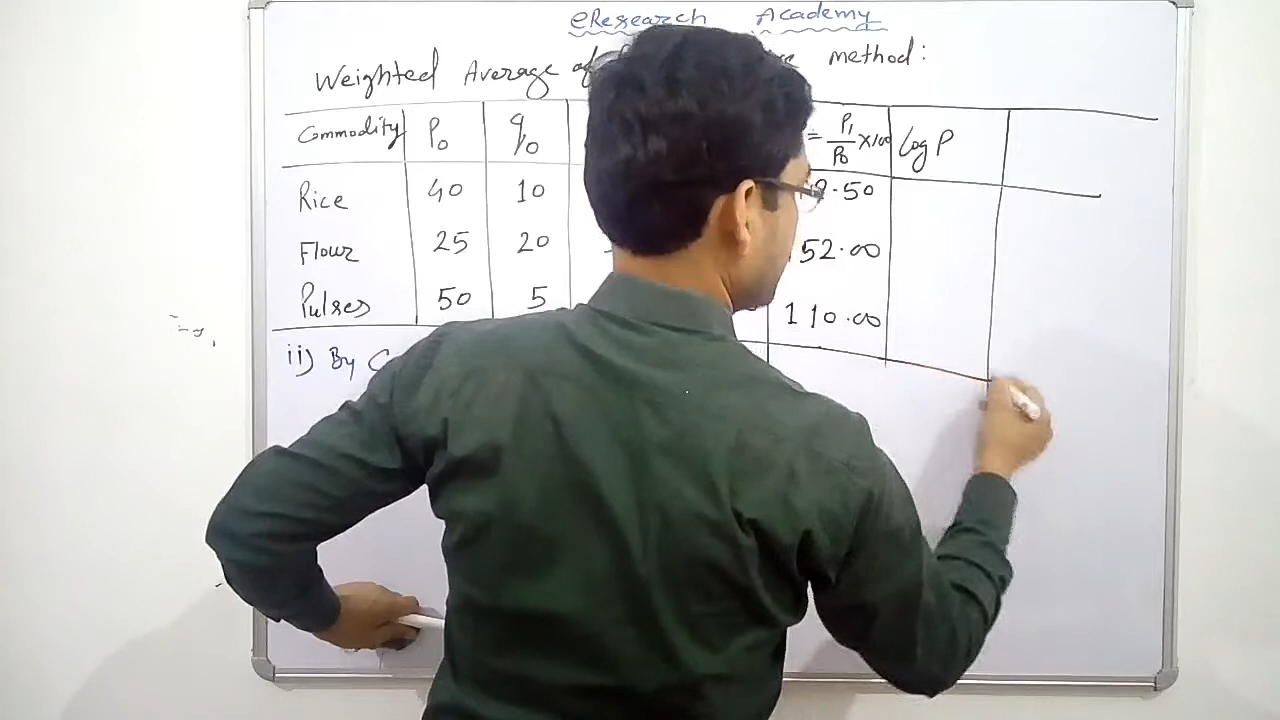 eResearch Academy
Weighted Average of method:
Commodity P₀ q₀ = P₁/P₀ ×100 Log P
Rice 40 10 .50
Flour 25 20 52.00
Pulses 50 5 110.00
ii) By